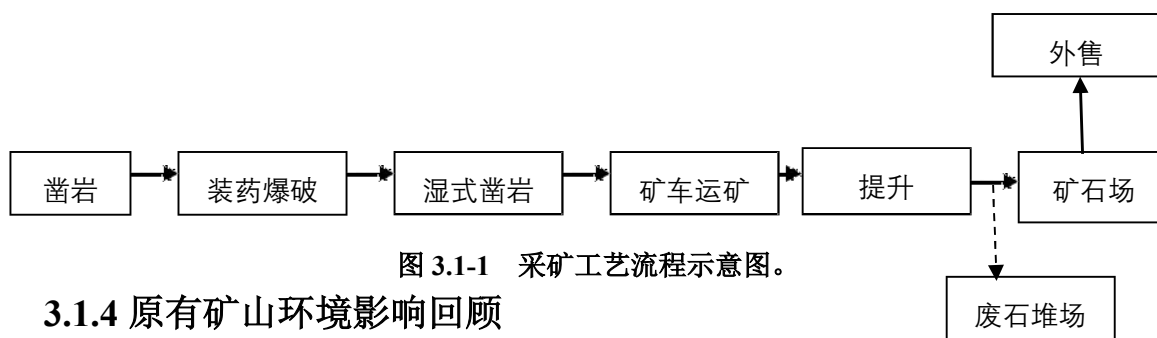 外售
凿岩
装药爆破
湿式凿岩
矿车运矿
提升
矿石场
图 3.1-1 采矿工艺流程示意图。
3.1.4 原有矿山环境影响回顾
废石堆场